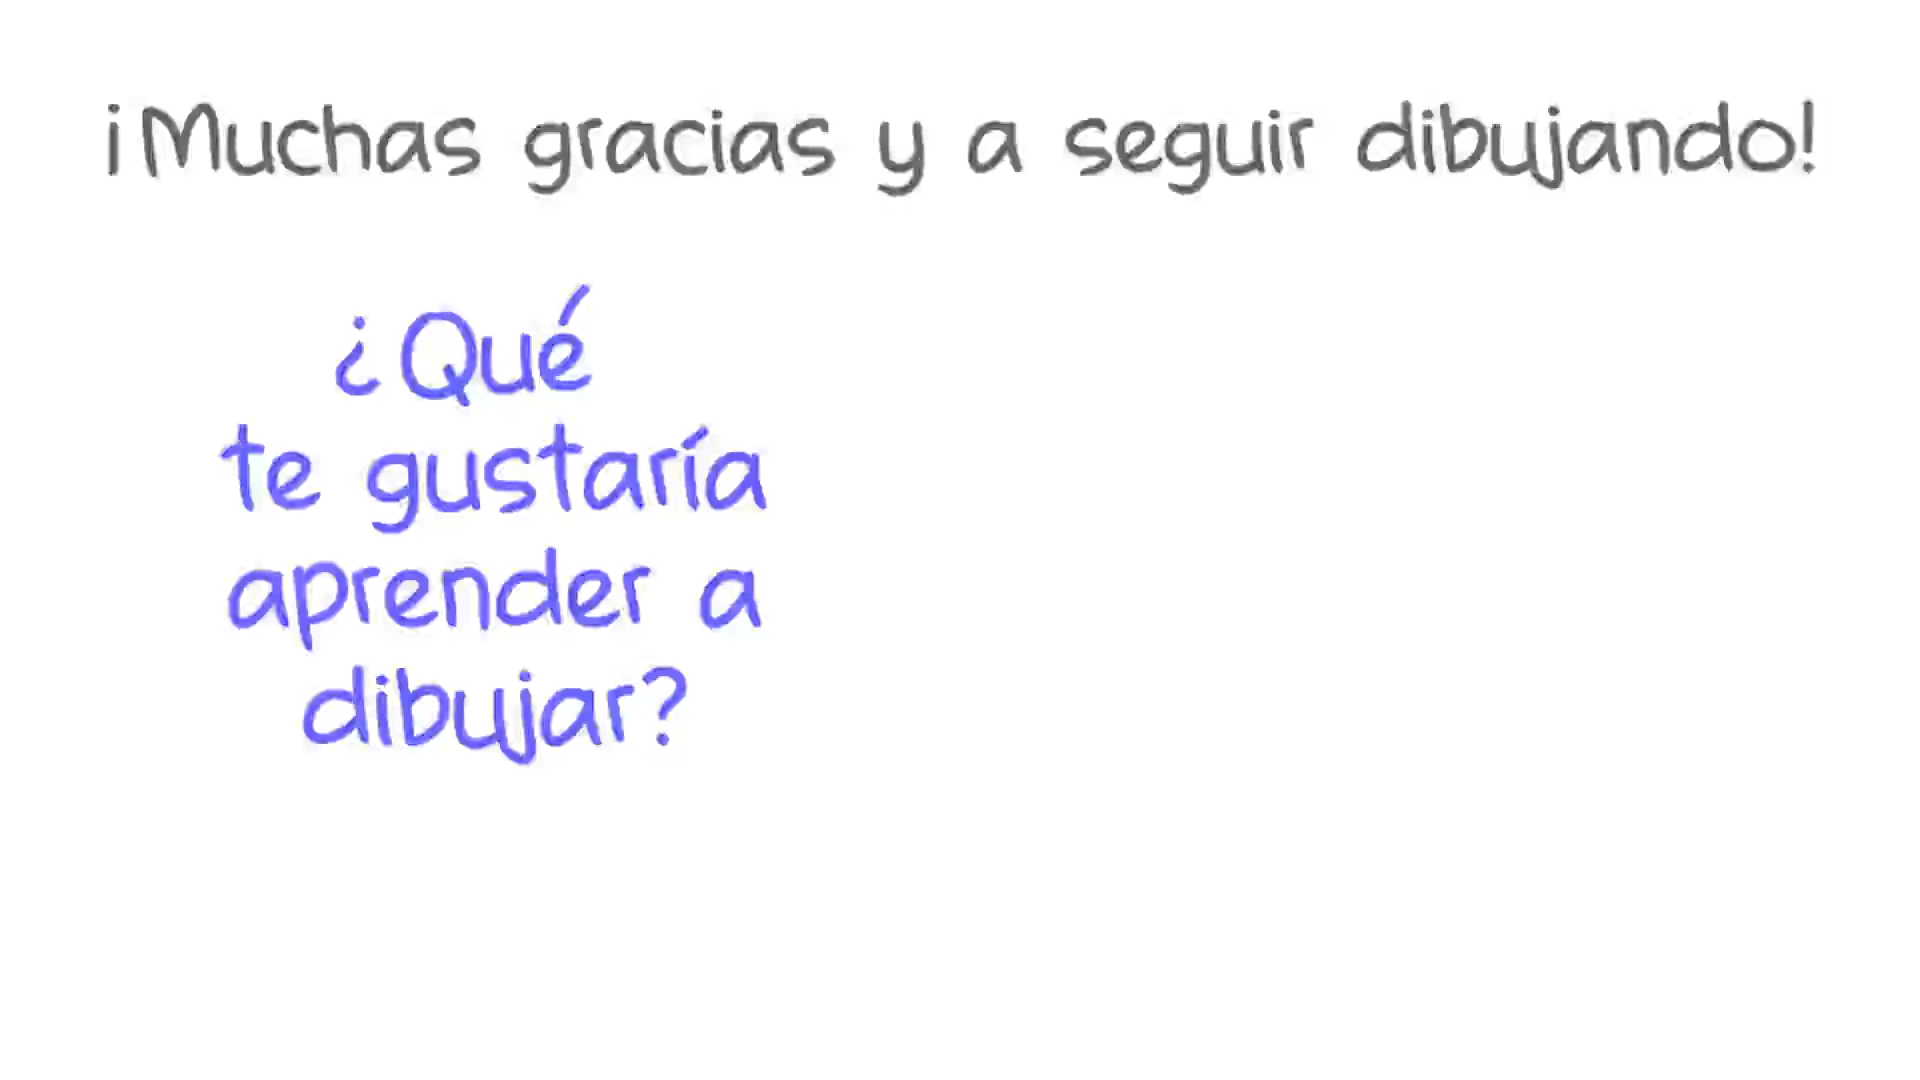 ¡Muchas gracias y a seguir dibujando!
¿Qué
te gustaría
aprender a
dibujar?